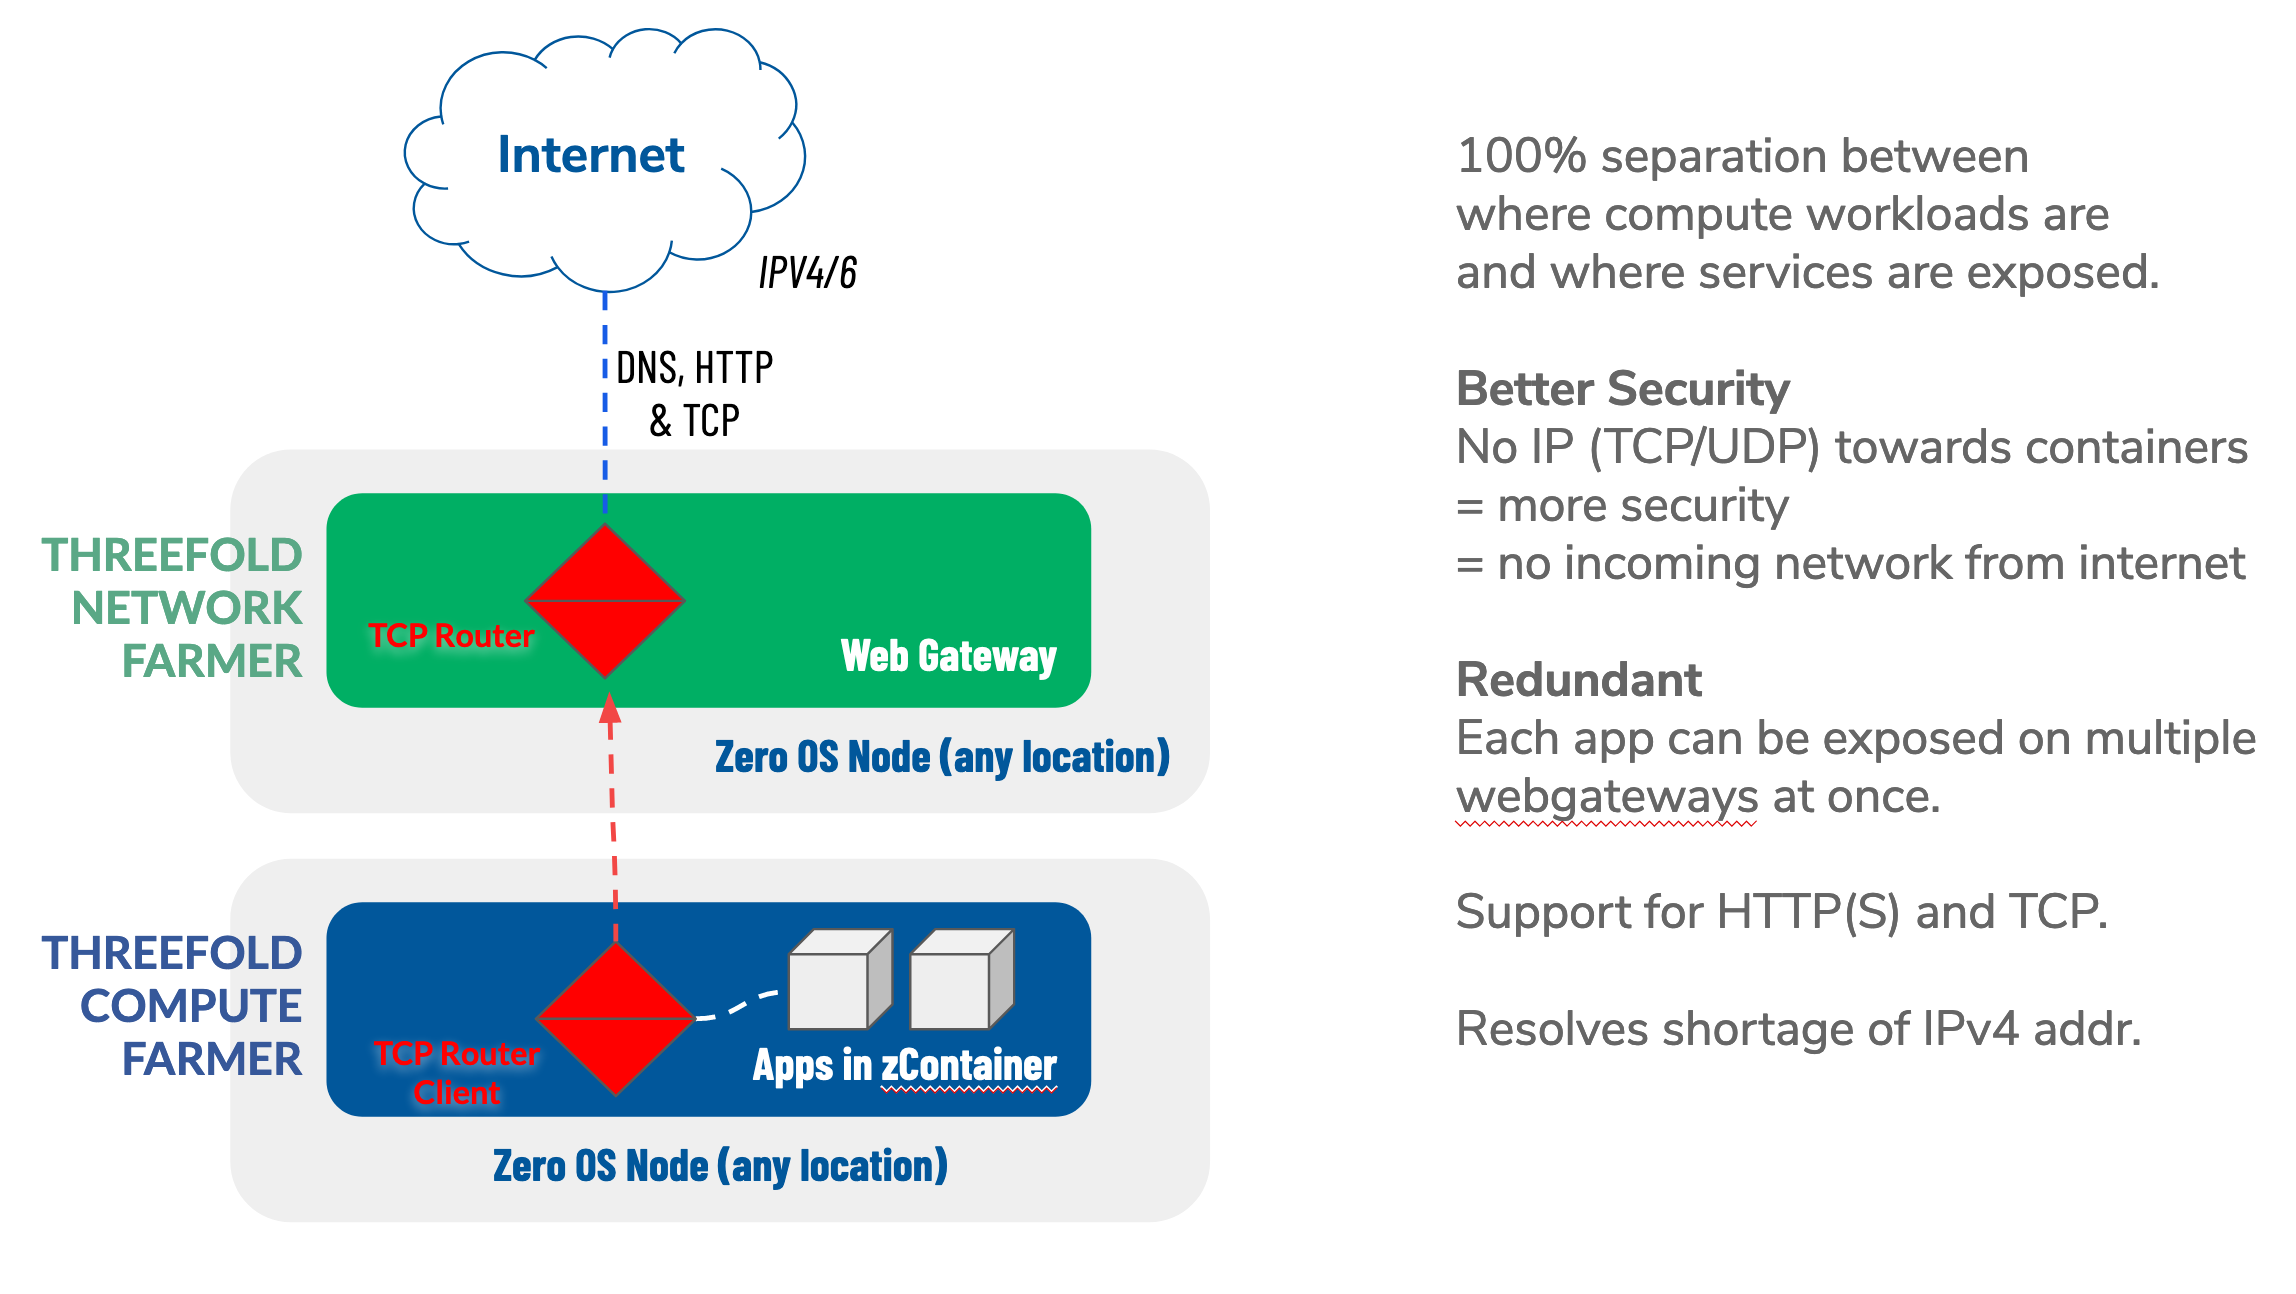 Internet
IPV4/6
DNS, HTTP
& TCP
THREEFOLD
NETWORK
FARMER
TCP Router
Web Gateway
Zero OS Node (any location)
THREEFOLD
COMPUTE
FARMER
TCP Router
Client
Apps in zContainer
Zero OS Node (any location)
100% separation between
where compute workloads are
and where services are exposed.
Better Security
No IP (TCP/UDP) towards containers
= more security
= no incoming network from internet
Redundant
Each app can be exposed on multiple
webgateways at once.
Support for HTTP(S) and TCP.
Resolves shortage of IPv4 addr.